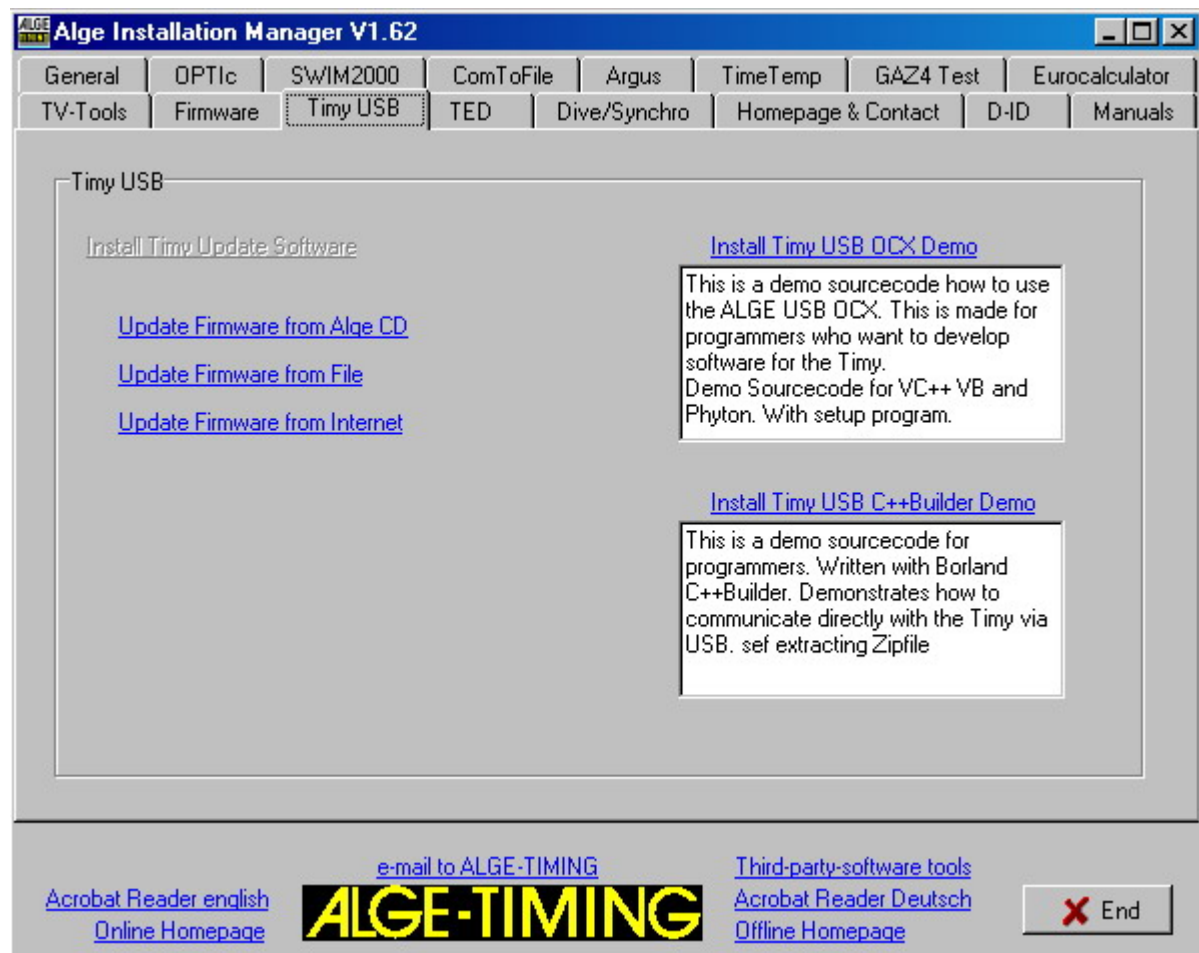 ALGE
TIMING
Alge Installation Manager V1.62
General OPTIc SWIM2000 ComToFile Argus TimeTemp GAZ4 Test Eurocalculator
TV-Tools Firmware Timy USB TED Dive/Synchro Homepage & Contact D-ID Manuals
Timy USB
Install Timy Update Software
Update Firmware from Alge CD
Update Firmware from File
Update Firmware from Internet
Install Timy USB OCX Demo
This is a demo sourcecode how to use
the ALGE USB OCX. This is made for
programmers who want to develop
software for the Timy.
Demo Sourcecode for VC++ VB and
Phyton. With setup program.
Install Timy USB C++Builder Demo
This is a demo sourcecode for
programmers. Written with Borland
C++Builder. Demonstrates how to
communicate directly with the Timy via
USB. sef extracting Zipfile
Acrobat Reader english
Online Homepage
e-mail to ALGE-TIMING
ALGE-TIMING
Third-party-software tools
Acrobat Reader Deutsch
Offline Homepage
End